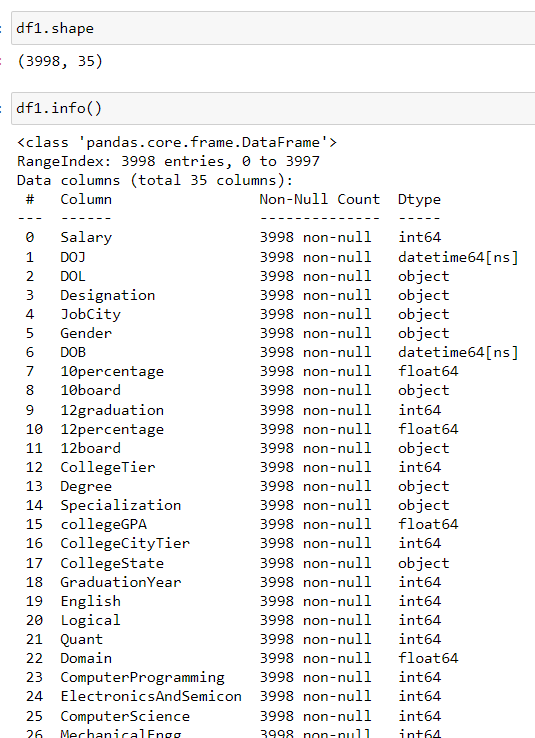 df1.shape
(3998, 35)
df1.info()
<class 'pandas.core.frame.DataFrame'>
RangeIndex: 3998 entries, 0 to 3997
Data columns (total 35 columns):
 #   Column                 Non-Null Count  Dtype
---  ------                 --------------  -----
 0   Salary                 3998 non-null   int64
 1   DOJ                    3998 non-null   datetime64[ns]
 2   DOL                    3998 non-null   object
 3   Designation            3998 non-null   object
 4   JobCity                3998 non-null   object
 5   Gender                 3998 non-null   object
 6   DOB                    3998 non-null   datetime64[ns]
 7   10percentage           3998 non-null   float64
 8   10board                3998 non-null   object
 9   12graduation           3998 non-null   int64
 10  12percentage           3998 non-null   float64
 11  12board                3998 non-null   object
 12  CollegeTier            3998 non-null   int64
 13  Degree                 3998 non-null   object
 14  Specialization         3998 non-null   object
 15  collegeGPA             3998 non-null   float64
 16  CollegeCityTier        3998 non-null   int64
 17  CollegeState           3998 non-null   object
 18  GraduationYear         3998 non-null   int64
 19  English                3998 non-null   int64
 20  Logical                3998 non-null   int64
 21  Quant                  3998 non-null   int64
 22  Domain                 3998 non-null   float64
 23  ComputerProgramming    3998 non-null   int64
 24  ElectronicsAndSemicon  3998 non-null   int64
 25  ComputerScience        3998 non-null   int64
 26  MechanicalEngg         3998 non-null   int64